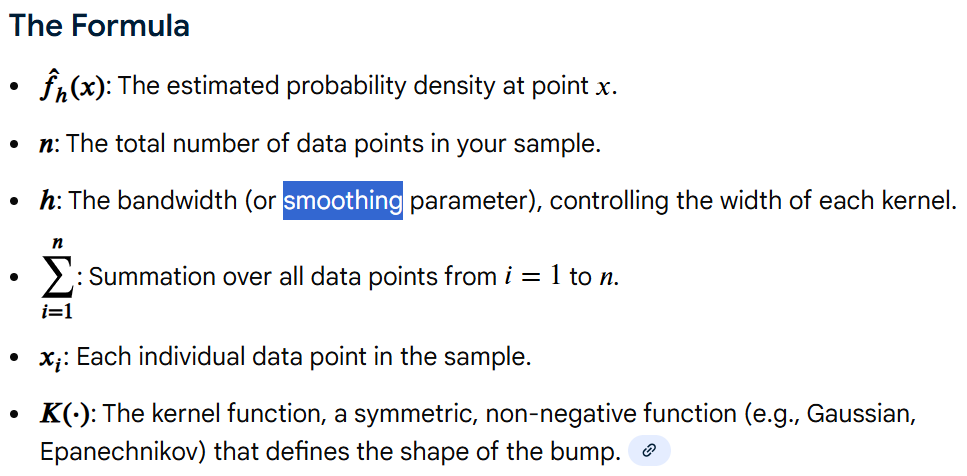 The Formula
• f̂ₕ(x): The estimated probability density at point x.
• n: The total number of data points in your sample.
• h: The bandwidth (or smoothing parameter), controlling the width of each kernel.
• ∑ᵢ₌₁ⁿ: Summation over all data points from i = 1 to n.
• xᵢ: Each individual data point in the sample.
• K(·): The kernel function, a symmetric, non-negative function (e.g., Gaussian,
Epanechnikov) that defines the shape of the bump.